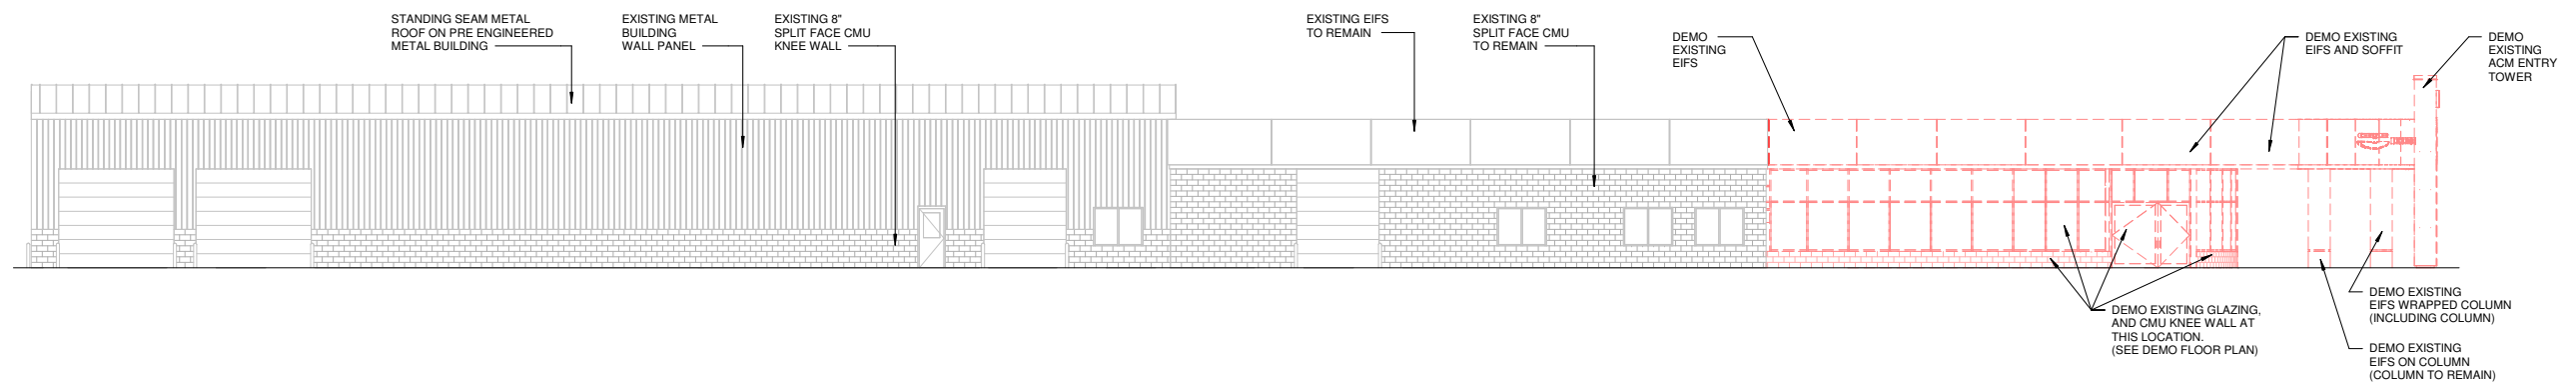 STANDING SEAM METAL
ROOF ON PRE ENGINEERED
METAL BUILDING
EXISTING METAL
BUILDING
WALL PANEL
EXISTING 8"
SPLIT FACE CMU
KNEE WALL
EXISTING EIFS
TO REMAIN
EXISTING 8"
SPLIT FACE CMU
TO REMAIN
DEMO
EXISTING
EIFS
DEMO EXISTING
EIFS AND SOFFIT
DEMO
EXISTING
ACM ENTRY
TOWER
DEMO EXISTING GLAZING,
AND CMU KNEE WALL AT
THIS LOCATION.
(SEE DEMO FLOOR PLAN)
DEMO EXISTING
EIFS WRAPPED COLUMN
(INCLUDING COLUMN)
DEMO EXISTING
EIFS ON COLUMN
(COLUMN TO REMAIN)